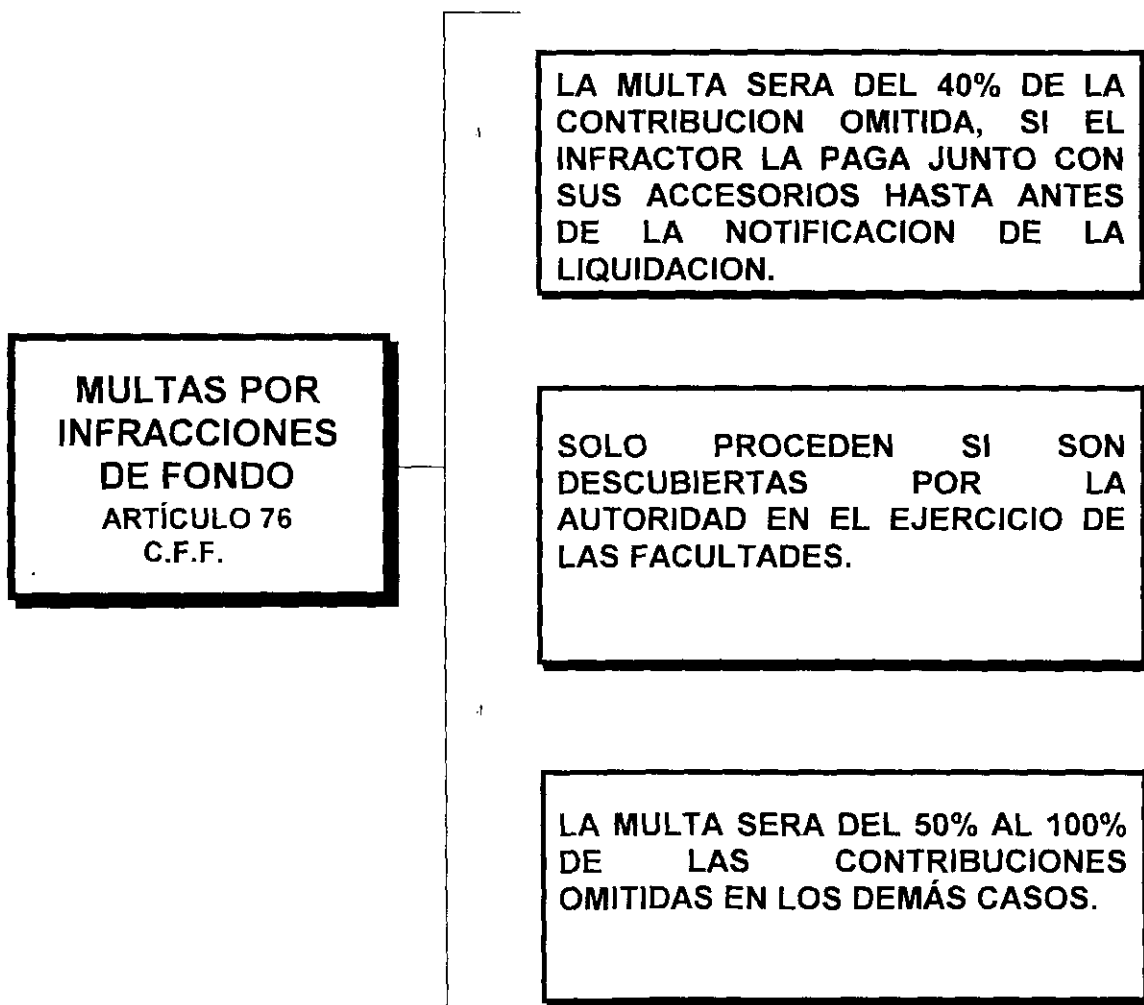 MULTAS POR
INFRACCIONES
DE FONDO
ARTÍCULO 76
C.F.F.
LA MULTA SERA DEL 40% DE LA
CONTRIBUCION OMITIDA, SI EL
INFRACTOR LA PAGA JUNTO CON
SUS ACCESORIOS HASTA ANTES
DE LA NOTIFICACION DE LA
LIQUIDACION.
SOLO PROCEDEN SI SON
DESCUBIERTAS POR LA
AUTORIDAD EN EL EJERCICIO DE
LAS FACULTADES.
LA MULTA SERA DEL 50% AL 100%
DE LAS CONTRIBUCIONES
OMITIDAS EN LOS DEMÁS CASOS.